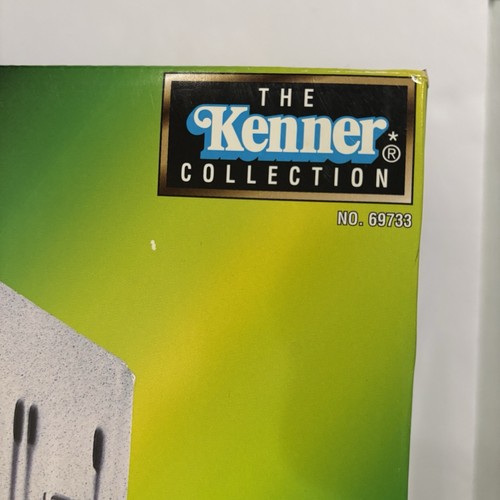 THE
Kenner*®
COLLECTION
NO. 69733